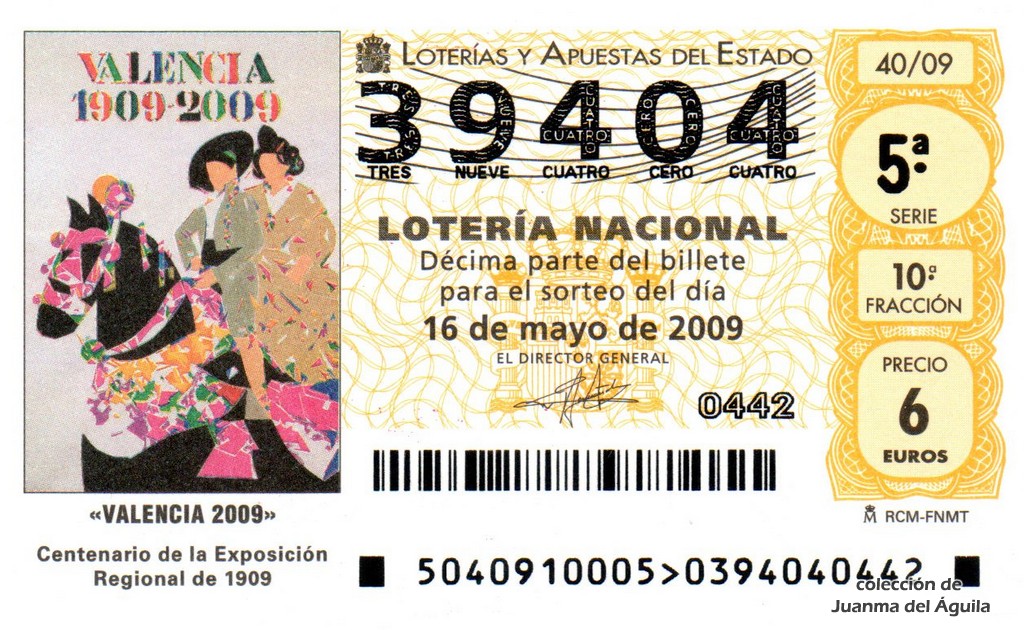 VALENCIA
1909-2009
«VALENCIA 2009»
Centenario de la Exposición
Regional de 1909
LOTERÍAS Y APUESTAS DEL ESTADO
39404
TRES NUEVE CUATRO CERO CUATRO
LOTERÍA NACIONAL
Décima parte del billete
para el sorteo del día
16 de mayo de 2009
EL DIRECTOR GENERAL
0442
40/09
5ª
SERIE
10ª
FRACCIÓN
PRECIO
6
EUROS
RCM-FNMT
5040910005>0394040442
colección de
Juanma del Águila